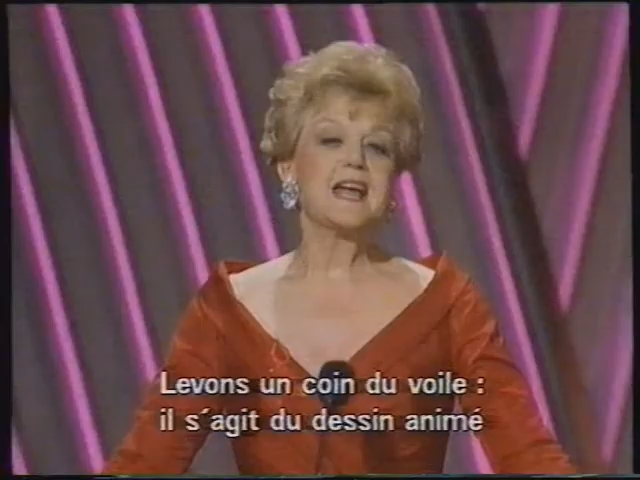 Levons un coin du voile :
il s´agit du dessin animé